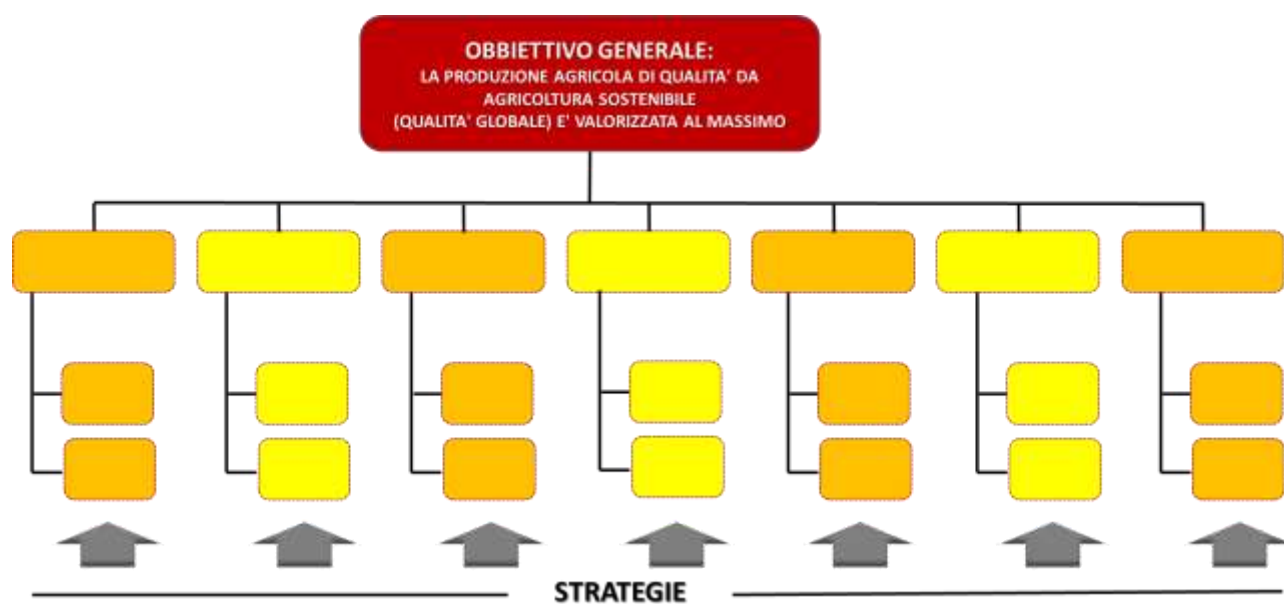 OBBIETTIVO GENERALE:
LA PRODUZIONE AGRICOLA DI QUALITA' DA
AGRICOLTURA SOSTENIBILE
(QUALITA' GLOBALE) E' VALORIZZATA AL MASSIMO
STRATEGIE